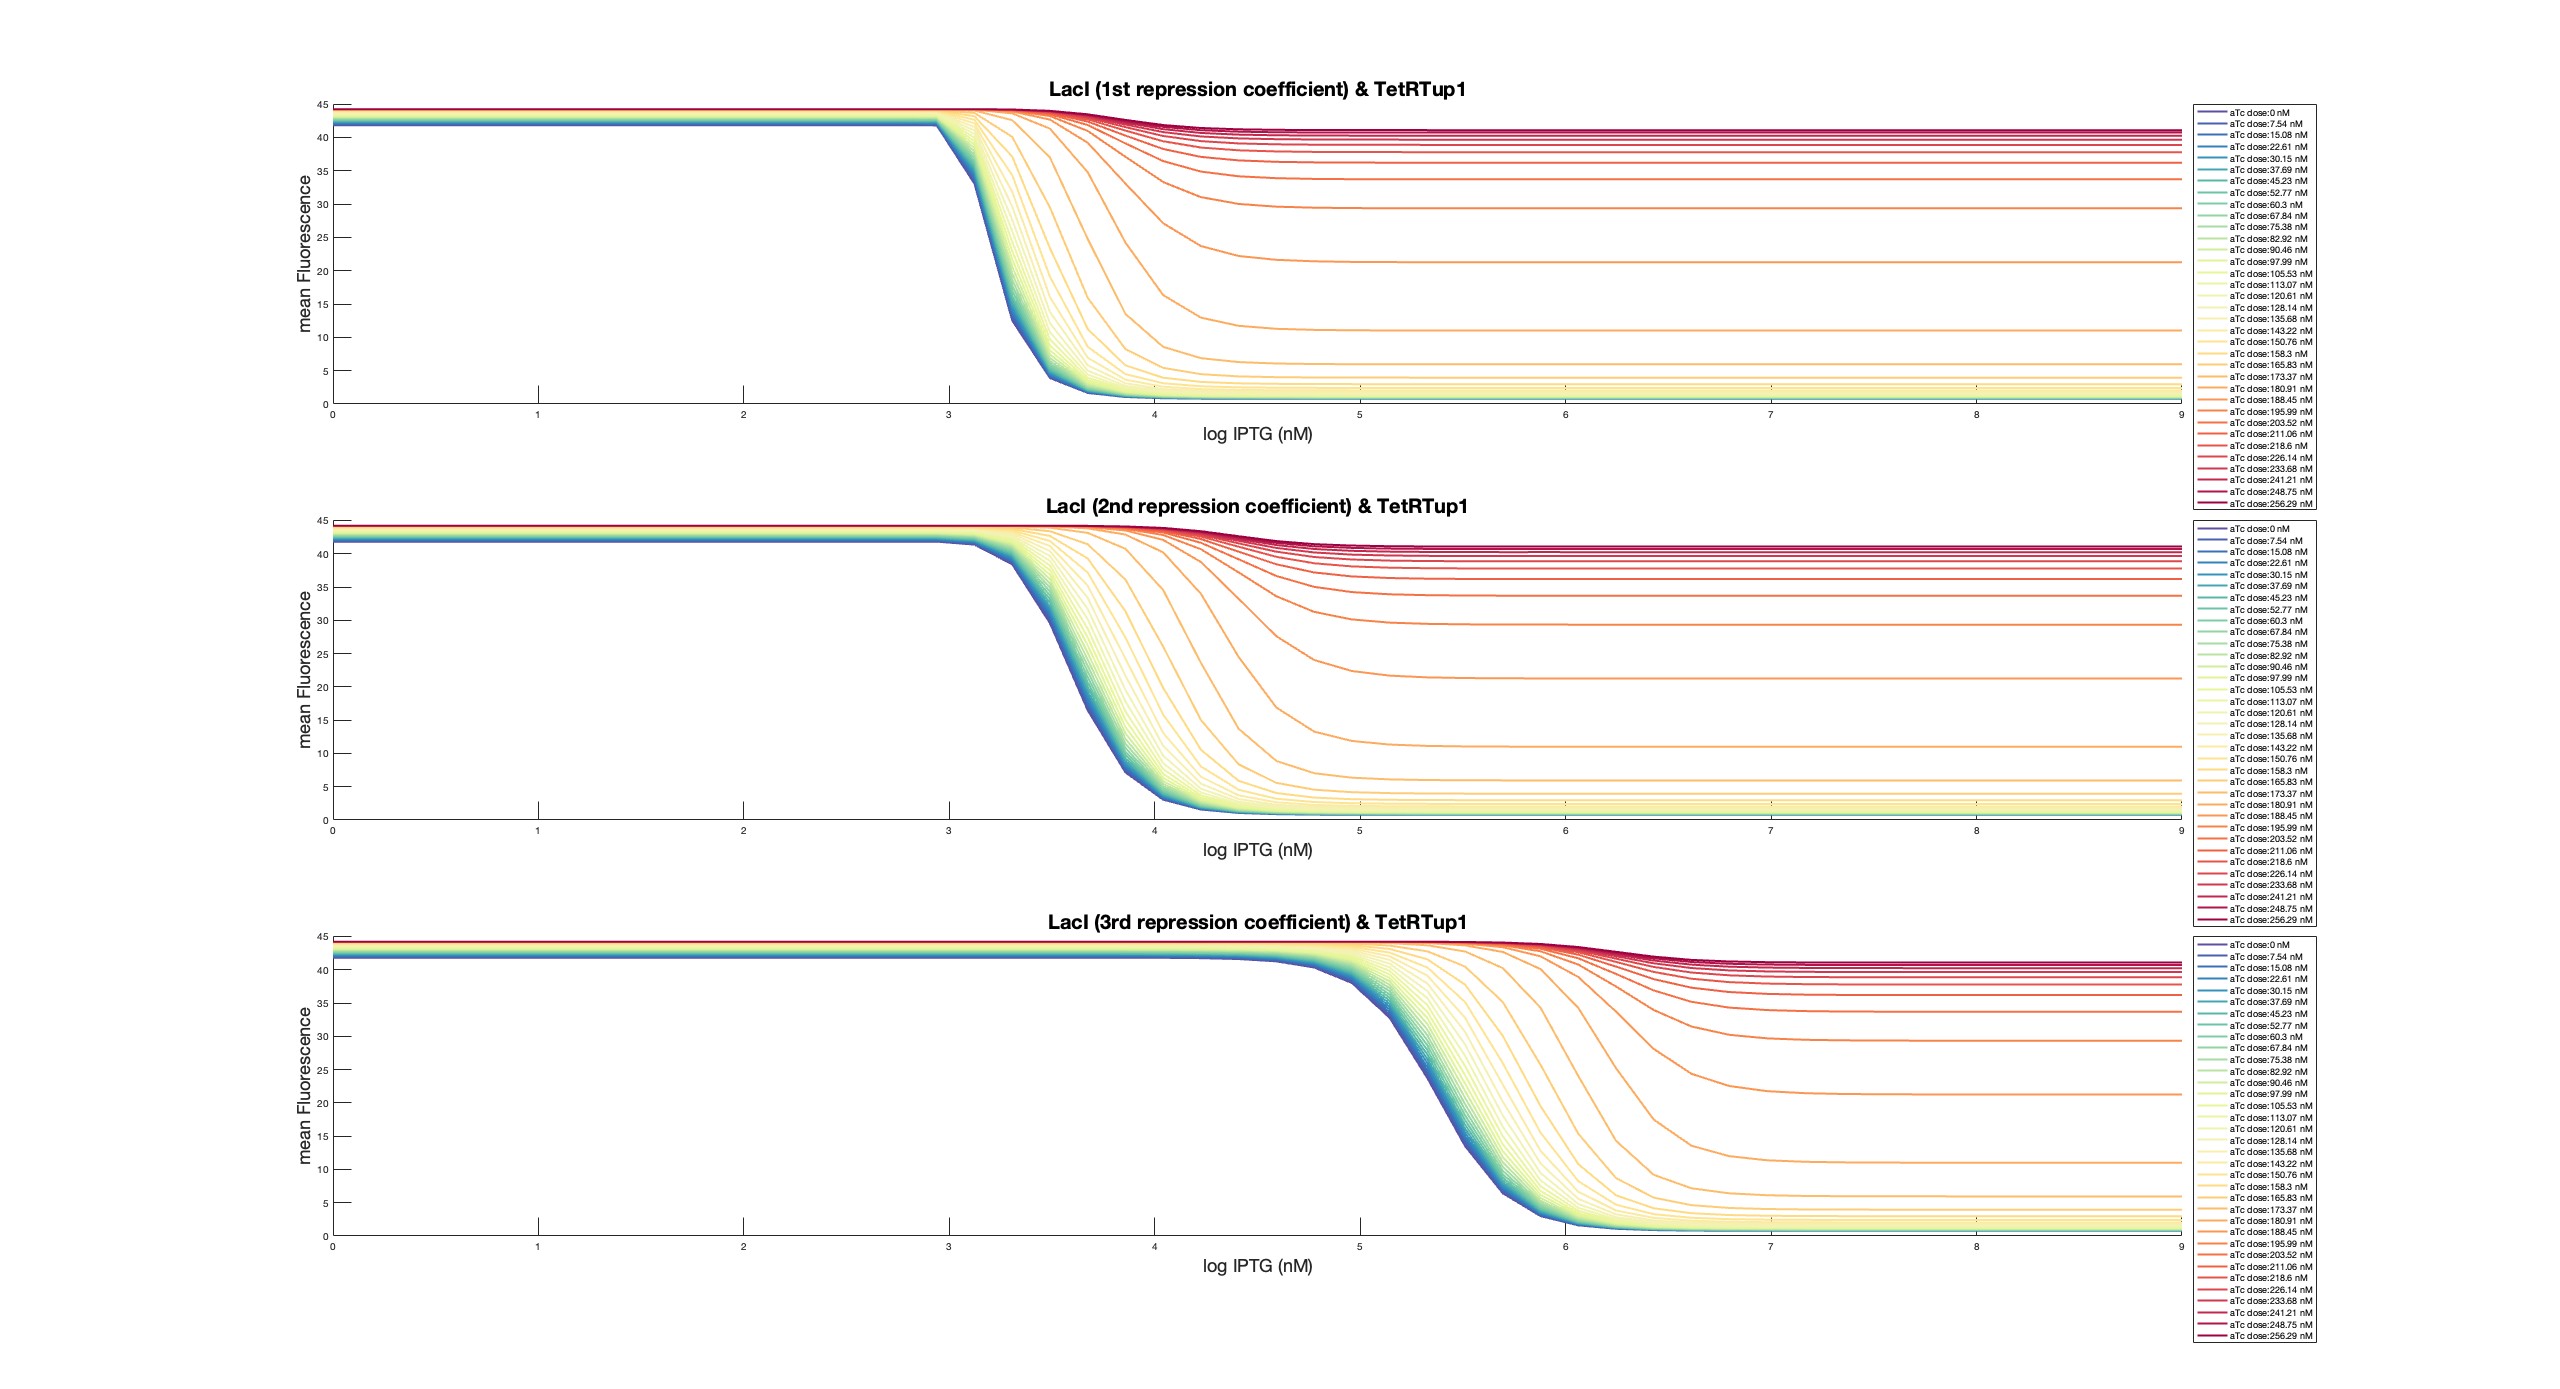 LacI (1st repression coefficient) & TetRTup1
mean Fluorescence
45
40
35
30
25
20
15
10
5
0
0 1 2 3 4 5 6 7 8 9
log IPTG (nM)
aTc dose:0 nM
aTc dose:7.54 nM
aTc dose:15.08 nM
aTc dose:22.61 nM
aTc dose:30.15 nM
aTc dose:37.69 nM
aTc dose:45.23 nM
aTc dose:52.77 nM
aTc dose:60.3 nM
aTc dose:67.84 nM
aTc dose:75.38 nM
aTc dose:82.92 nM
aTc dose:90.46 nM
aTc dose:97.99 nM
aTc dose:105.53 nM
aTc dose:113.07 nM
aTc dose:120.61 nM
aTc dose:128.14 nM
aTc dose:135.68 nM
aTc dose:143.22 nM
aTc dose:150.76 nM
aTc dose:158.3 nM
aTc dose:165.83 nM
aTc dose:173.37 nM
aTc dose:180.91 nM
aTc dose:188.45 nM
aTc dose:195.99 nM
aTc dose:203.52 nM
aTc dose:211.06 nM
aTc dose:218.6 nM
aTc dose:226.14 nM
aTc dose:233.68 nM
aTc dose:241.21 nM
aTc dose:248.75 nM
aTc dose:256.29 nM
LacI (2nd repression coefficient) & TetRTup1
mean Fluorescence
45
40
35
30
25
20
15
10
5
0
0 1 2 3 4 5 6 7 8 9
log IPTG (nM)
aTc dose:0 nM
aTc dose:7.54 nM
aTc dose:15.08 nM
aTc dose:22.61 nM
aTc dose:30.15 nM
aTc dose:37.69 nM
aTc dose:45.23 nM
aTc dose:52.77 nM
aTc dose:60.3 nM
aTc dose:67.84 nM
aTc dose:75.38 nM
aTc dose:82.92 nM
aTc dose:90.46 nM
aTc dose:97.99 nM
aTc dose:105.53 nM
aTc dose:113.07 nM
aTc dose:120.61 nM
aTc dose:128.14 nM
aTc dose:135.68 nM
aTc dose:143.22 nM
aTc dose:150.76 nM
aTc dose:158.3 nM
aTc dose:165.83 nM
aTc dose:173.37 nM
aTc dose:180.91 nM
aTc dose:188.45 nM
aTc dose:195.99 nM
aTc dose:203.52 nM
aTc dose:211.06 nM
aTc dose:218.6 nM
aTc dose:226.14 nM
aTc dose:233.68 nM
aTc dose:241.21 nM
aTc dose:248.75 nM
aTc dose:256.29 nM
LacI (3rd repression coefficient) & TetRTup1
mean Fluorescence
45
40
35
30
25
20
15
10
5
0
0 1 2 3 4 5 6 7 8 9
log IPTG (nM)
aTc dose:0 nM
aTc dose:7.54 nM
aTc dose:15.08 nM
aTc dose:22.61 nM
aTc dose:30.15 nM
aTc dose:37.69 nM
aTc dose:45.23 nM
aTc dose:52.77 nM
aTc dose:60.3 nM
aTc dose:67.84 nM
aTc dose:75.38 nM
aTc dose:82.92 nM
aTc dose:90.46 nM
aTc dose:97.99 nM
aTc dose:105.53 nM
aTc dose:113.07 nM
aTc dose:120.61 nM
aTc dose:128.14 nM
aTc dose:135.68 nM
aTc dose:143.22 nM
aTc dose:150.76 nM
aTc dose:158.3 nM
aTc dose:165.83 nM
aTc dose:173.37 nM
aTc dose:180.91 nM
aTc dose:188.45 nM
aTc dose:195.99 nM
aTc dose:203.52 nM
aTc dose:211.06 nM
aTc dose:218.6 nM
aTc dose:226.14 nM
aTc dose:233.68 nM
aTc dose:241.21 nM
aTc dose:248.75 nM
aTc dose:256.29 nM